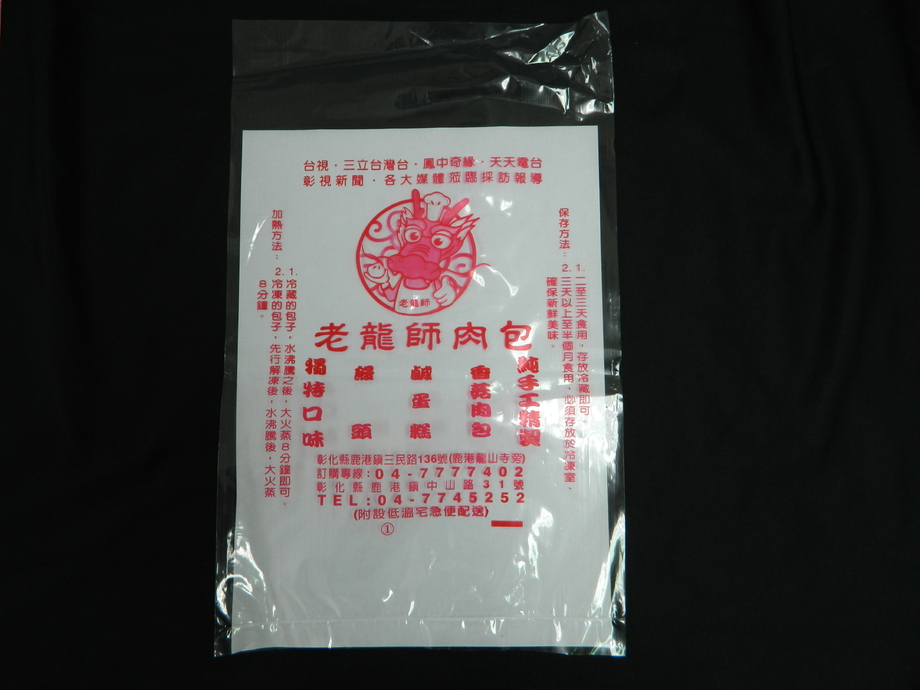 台視・三立台灣台・鳳中奇緣・天天電台
彰視新聞・各大媒體蒞臨採訪報導
老龍師
老龍師肉包
保存方法：
1.二至三天食用，存放冷藏即可。
2.三天以上至半個月食用，必須存放於冷凍室、
確保新鮮美味。
純手工精製
香菇肉包
鹹蛋糕
饅頭
獨特口味
加熱方法：
1.冷藏的包子，水沸騰之後，大火蒸8分鐘即可。
2.冷凍的包子，先行解凍後，水沸騰後，大火蒸
8分鐘。
彰化縣鹿港鎮三民路136號(鹿港龍山寺旁)
訂購專線：04-7777402
彰化縣鹿港鎮中山路31號
TEL:04-7745252
(附設低溫宅急便配送)
①